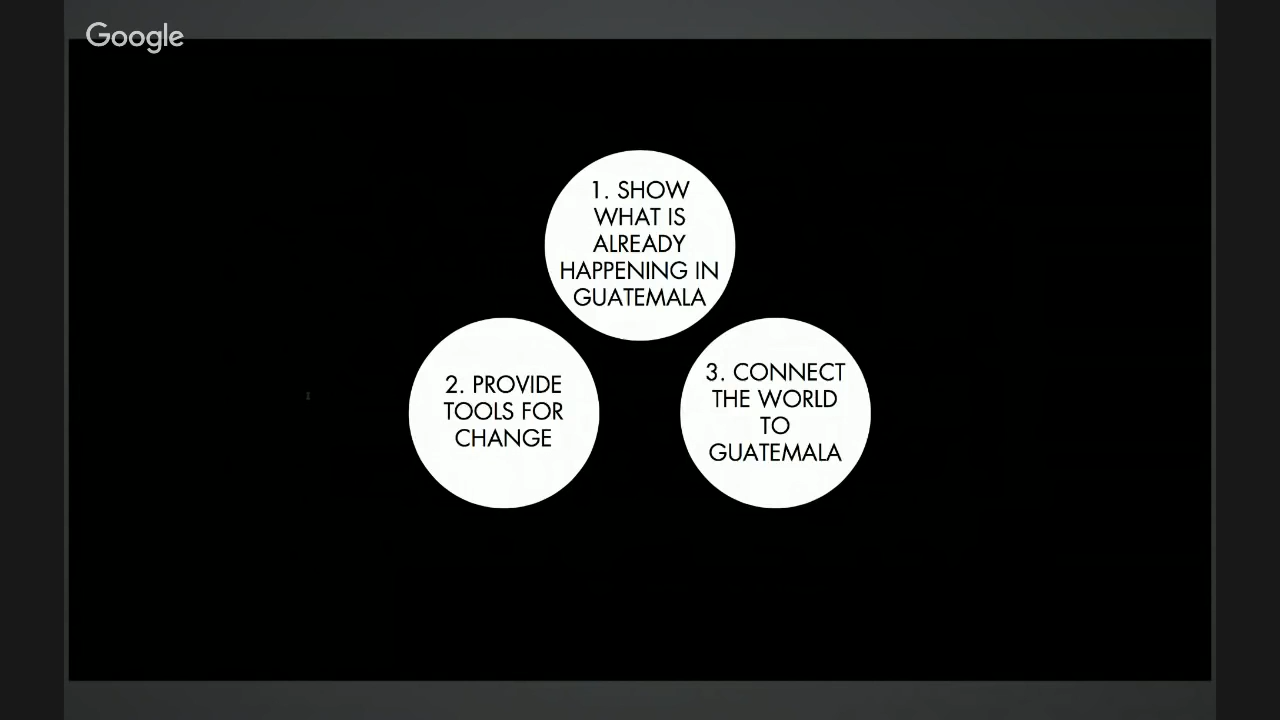 Google
1. SHOW
WHAT IS
ALREADY
HAPPENING IN
GUATEMALA
2. PROVIDE
TOOLS FOR
CHANGE
3. CONNECT
THE WORLD
TO
GUATEMALA